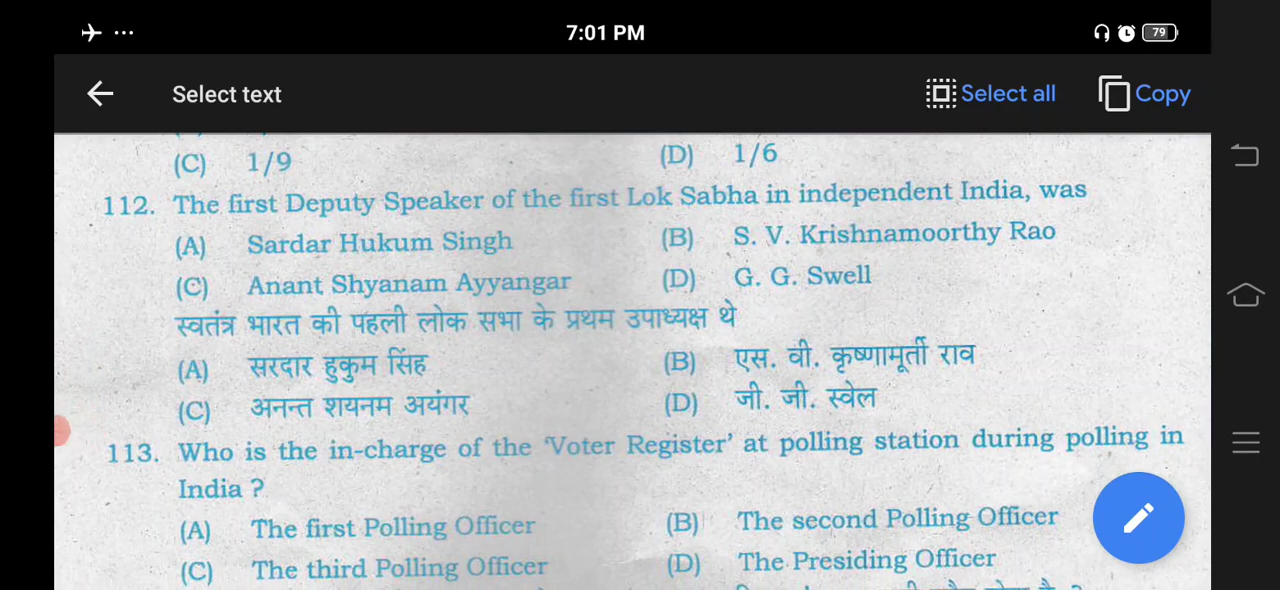 7:01 PM
79
Select text
Select all
Copy
(C) 1/9 (D) 1/6
112. The first Deputy Speaker of the first Lok Sabha in independent India, was
(A) Sardar Hukum Singh (B) S. V. Krishnamoorthy Rao
(C) Anant Shyanam Ayyangar (D) G. G. Swell
स्वतंत्र भारत की पहली लोक सभा के प्रथम उपाध्यक्ष थे
(A) सरदार हुकुम सिंह (B) एस. वी. कृष्णामूर्ती राव
(C) अनन्त शयनम अयंगर (D) जी. जी. स्वेल
113. Who is the in-charge of the ‘Voter Register’ at polling station during polling in
India ?
(A) The first Polling Officer (B) The second Polling Officer
(C) The third Polling Officer (D) The Presiding Officer